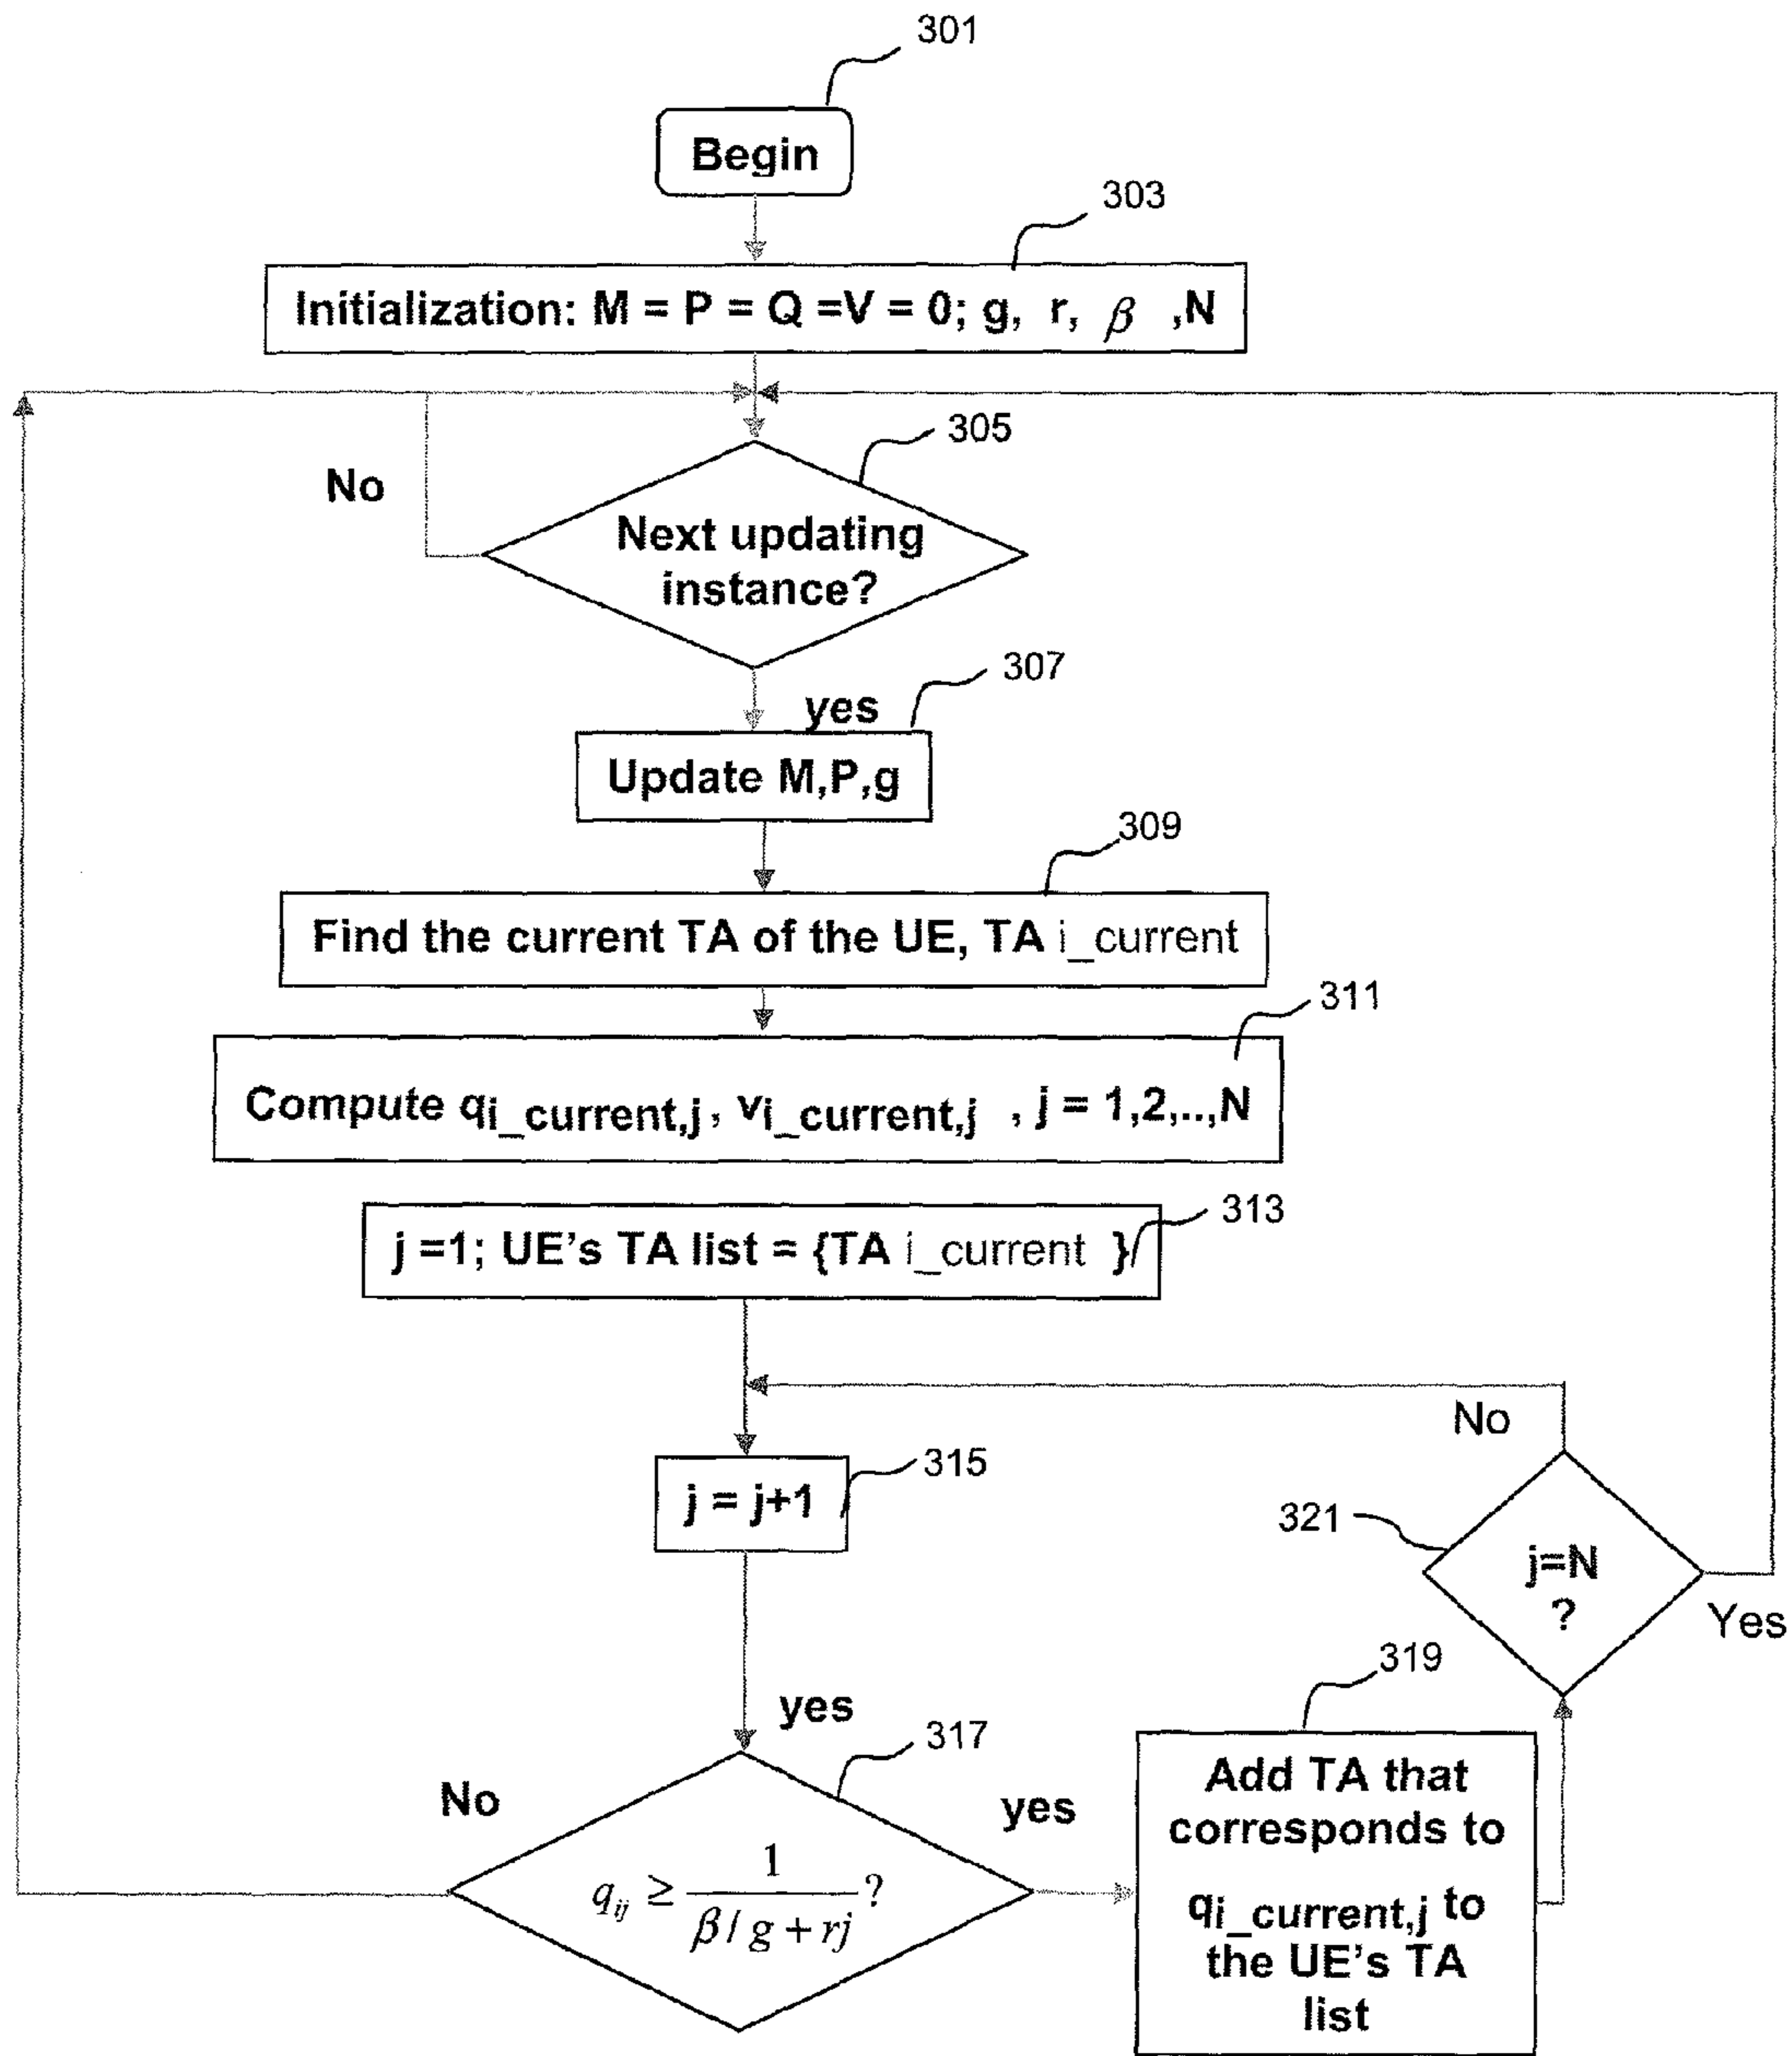 301
Begin
303
Initialization: M = P = Q =V = 0; g, r, β ,N
305
No
Next updating
instance?
307
yes
Update M,P,g
309
Find the current TA of the UE, TA i_current
311
Compute qi_current,j, vi_current,j , j = 1,2,..,N
313
j =1; UE's TA list = {TA i_current }
No
315
j = j+1
321
j=N
?
Yes
319
yes
317
No
yes
qij ≥ 1 / (β / g + rj) ?
Add TA that
corresponds to
qi_current,j to
the UE's TA
list